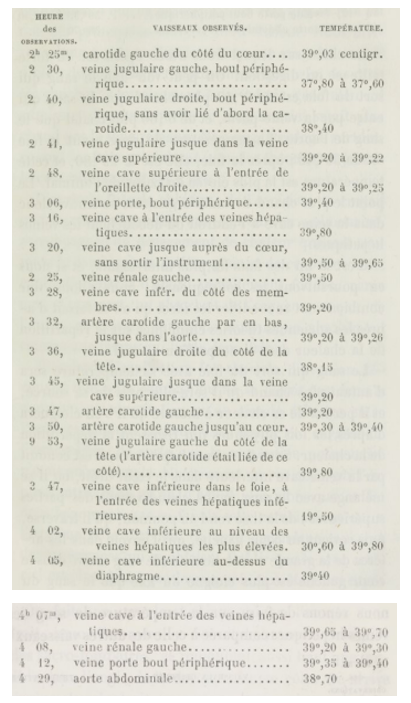 HEURE
des VAISSEAUX OBSERVÉS. TEMPÉRATURE.
OBSERVATIONS.
2h 25m, carotide gauche du côté du cœur.... 39°,03 centigr.
2 30, veine jugulaire gauche, bout périphé-
rique........................ 37°,80 à 37°,60
2 40, veine jugulaire droite, bout périphé-
rique, sans avoir lié d'abord la ca-
rotide........................ 38°,40
2 41, veine jugulaire jusque dans la veine
cave supérieure.................. 39°,20 à 39°,22
2 48, veine cave supérieure à l'entrée de
l'oreillette droite................ 39°,20 à 39°,25
3 06, veine porte, bout périphérique....... 39°,40
3 16, veine cave à l'entrée des veines hépa-
tiques.......................... 39°,80
3 20, veine cave jusque auprès du cœur,
sans sortir l'instrument........... 39°,50 à 39°,65
2 25, veine rénale gauche................ 39°,50
3 28, veine cave infér. du côté des mem-
bres............................ 39°,20
3 32, artère carotide gauche par en bas,
jusque dans l'aorte............... 39°,20 à 39°,26
3 36, veine jugulaire droite du côté de la
tête............................ 38°,15
3 45, veine jugulaire jusque dans la veine
cave supérieure.................. 39°,20
3 47, artère carotide gauche.............. 39°,20
3 50, artère carotide gauche jusqu'au cœur. 39°,30 à 39°,40
9 53, veine jugulaire gauche du côté de la
tête (l'artère carotide était liée de ce
côté)........................... 39°,80
3 47, veine cave inférieure dans le foie, à
l'entrée des veines hépatiques infé-
rieures. ........................ 19°,50
4 02, veine cave inférieure au niveau des
veines hépatiques les plus élevées. 30°,60 à 39°,80
4 05, veine cave inférieure au-dessus du
diaphragme..................... 39°40
4h 07m, veine cave à l'entrée des veines hépa-
tiques. ........................ 39°,65 à 39°,70
4 08, veine rénale gauche................ 39°,20 à 39°,30
4 12, veine porte bout périphérique....... 39°,35 à 39°,40
4 29, aorte abdominale.................. 38°,70